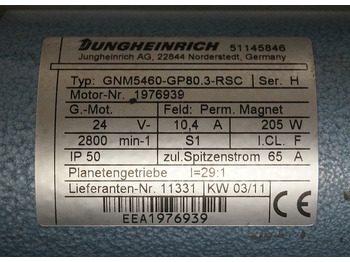 JUNGHEINRICH 51145846
Jungheinrich AG, 22844 Norderstedt, Germany
Typ: GNM5460-GP80.3-RSC Ser. H
Motor-Nr. 1976939
G.-Mot. Feld: Perm. Magnet
24 V- 10,4 A 205 W
2800 min-1 S1 I.CL. F
IP 50 zul.Spitzenstrom 65 A
Planetengetriebe I=29:1
Lieferanten-Nr. 11331 KW 03/11 CE
EEA1976939